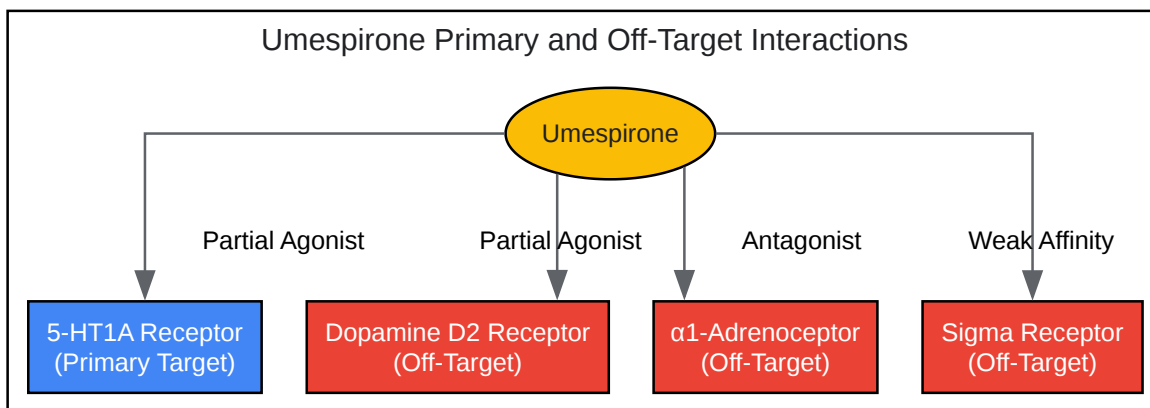 Umespirone Primary and Off-Target Interactions
Umespirone
Partial Agonist
Partial Agonist
Antagonist
Weak Affinity
5-HT1A Receptor
(Primary Target)
Dopamine D2 Receptor
(Off-Target)
α1-Adrenoceptor
(Off-Target)
Sigma Receptor
(Off-Target)